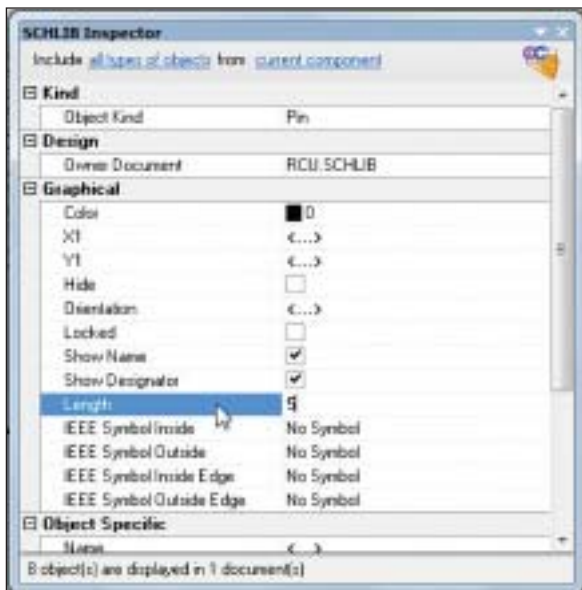 SCHLIB Inspector
Include all types of objects from current component
Kind
Object Kind Pin
Design
Owner Document RCU.SCHLIB
Graphical
Color 0
X1 <...>
Y1 <...>
Hide
Orientation <...>
Locked
Show Name
Show Designator
Length 5
IEEE Symbol Inside No Symbol
IEEE Symbol Outside No Symbol
IEEE Symbol Inside Edge No Symbol
IEEE Symbol Outside Edge No Symbol
Object Specific
Name <...>
8 object(s) are displayed in 1 document(s)